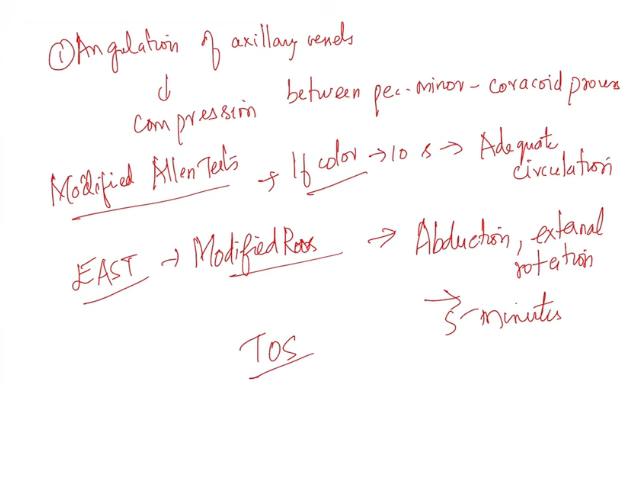 ① Angulation of axillary vessels
↓
compression between pec. minor - coracoid process
Modified Allen Tests → If color → 10 s → Adequate circulation
EAST → Modified Roos → Abduction, external rotation
→ 5 - minutes
TOS